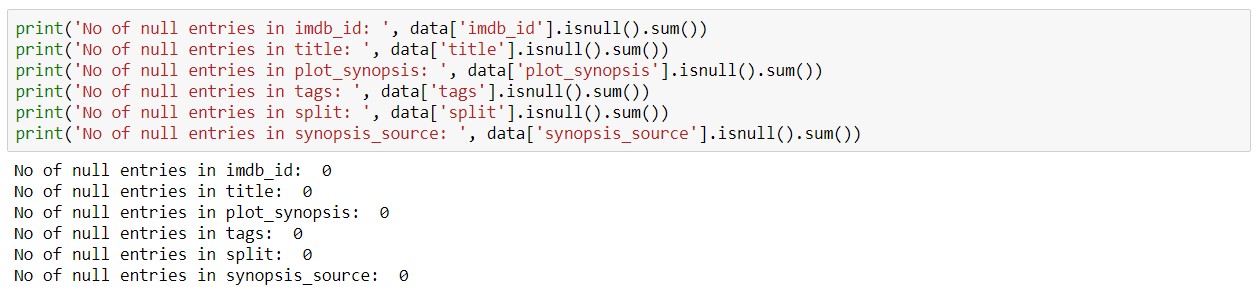 print('No of null entries in imdb_id: ', data['imdb_id'].isnull().sum())
print('No of null entries in title: ', data['title'].isnull().sum())
print('No of null entries in plot_synopsis: ', data['plot_synopsis'].isnull().sum())
print('No of null entries in tags: ', data['tags'].isnull().sum())
print('No of null entries in split: ', data['split'].isnull().sum())
print('No of null entries in synopsis_source: ', data['synopsis_source'].isnull().sum())
No of null entries in imdb_id:  0
No of null entries in title:  0
No of null entries in plot_synopsis:  0
No of null entries in tags:  0
No of null entries in split:  0
No of null entries in synopsis_source:  0